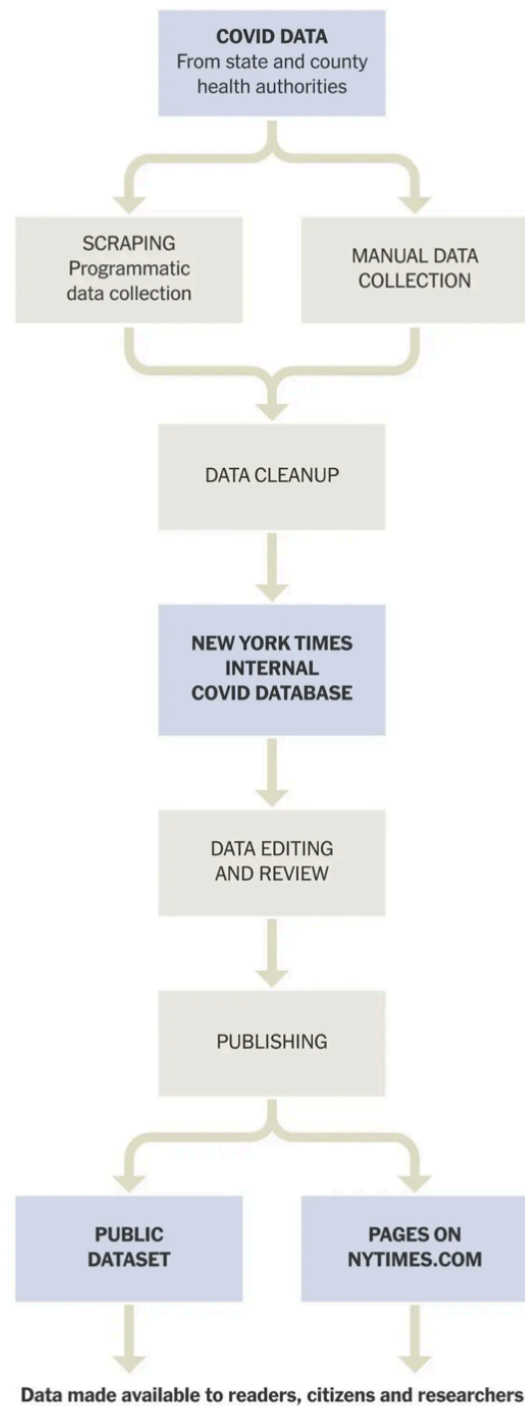 COVID DATA
From state and county
health authorities
SCRAPING
Programmatic
data collection
MANUAL DATA
COLLECTION
DATA CLEANUP
NEW YORK TIMES
INTERNAL
COVID DATABASE
DATA EDITING
AND REVIEW
PUBLISHING
PUBLIC
DATASET
PAGES ON
NYTIMES.COM
Data made available to readers, citizens and researchers